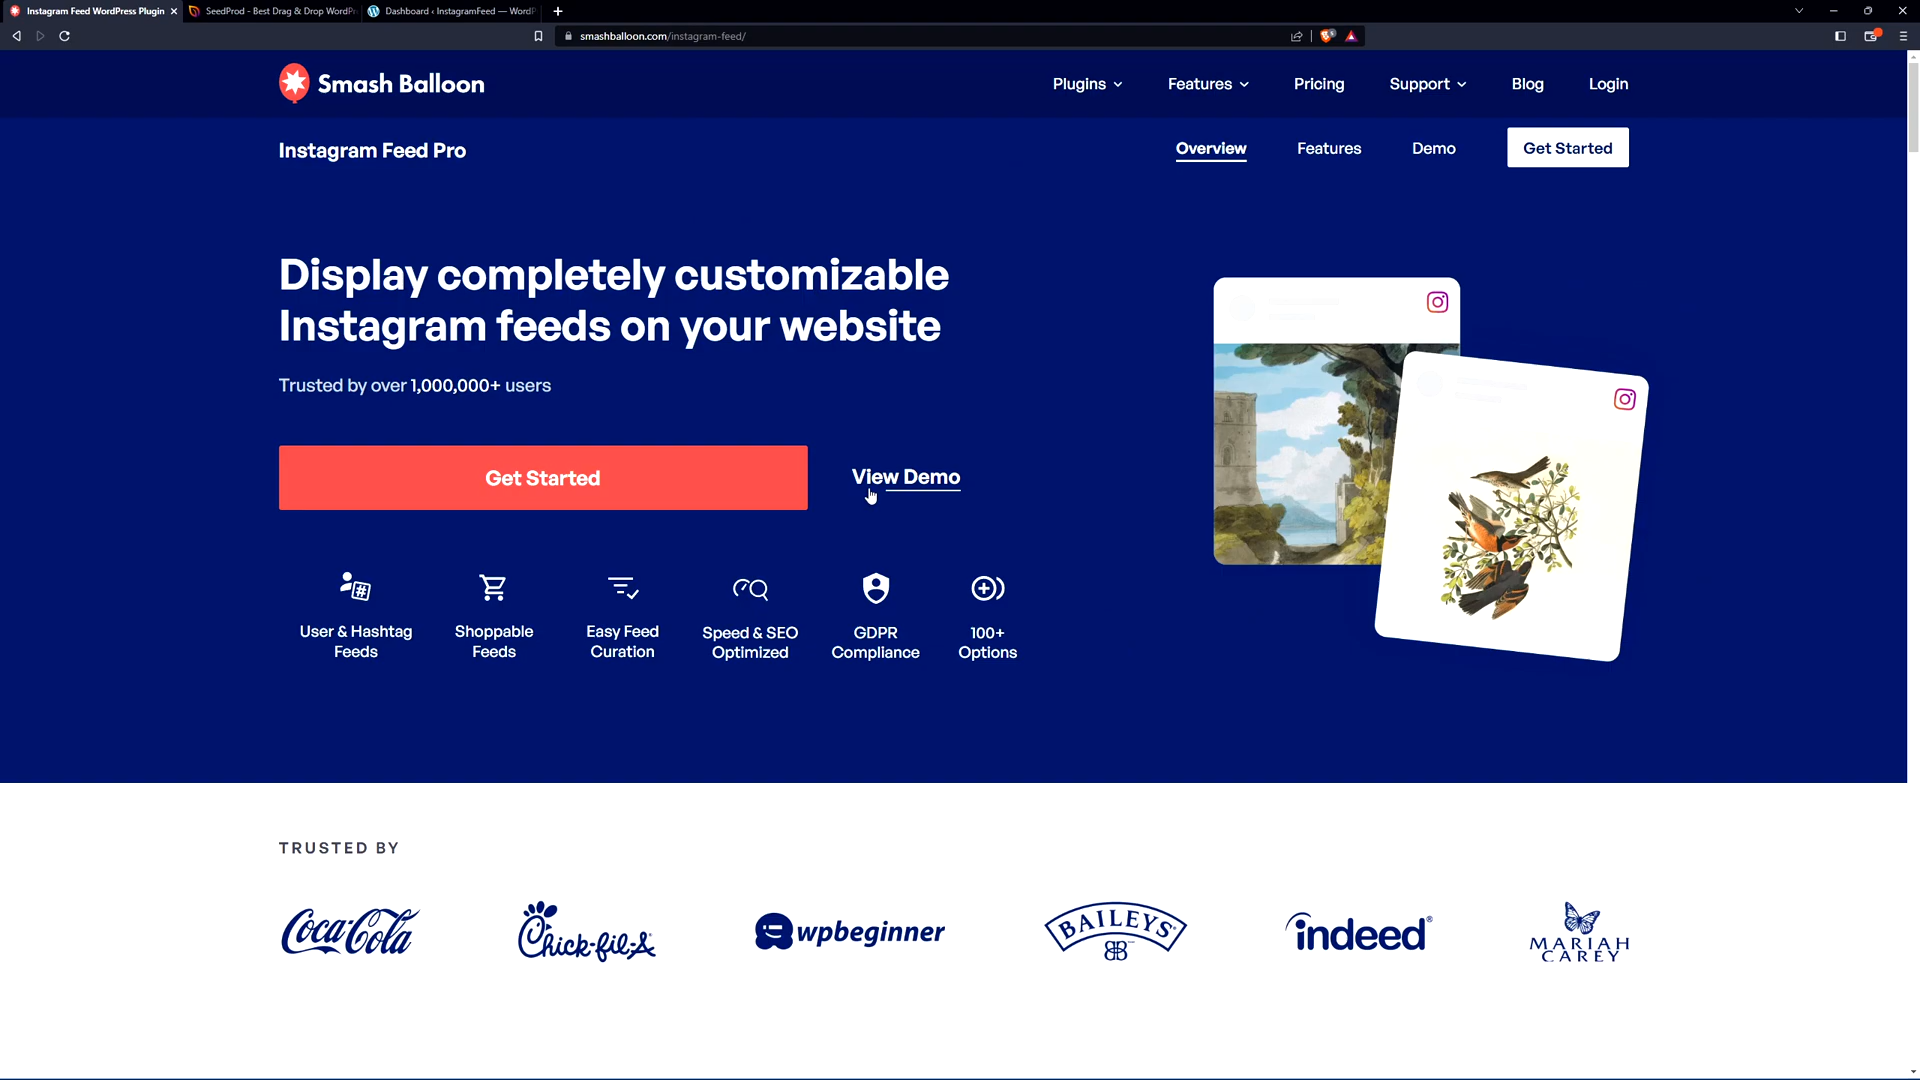 Instagram Feed WordPress Plugin
SeedProd - Best Drag & Drop WordPr
Dashboard ‹ InstagramFeed — WordP
smashballoon.com/instagram-feed/
Smash Balloon
Plugins
Features
Pricing
Support
Blog
Login
Instagram Feed Pro
Overview
Features
Demo
Get Started
Display completely customizable
Instagram feeds on your website
Trusted by over 1,000,000+ users
Get Started
View Demo
User & Hashtag
Feeds
Shoppable
Feeds
Easy Feed
Curation
Speed & SEO
Optimized
GDPR
Compliance
100+
Options
TRUSTED BY
Coca-Cola
Chick-fil-A
wpbeginner
BAILEYS
indeed®
MARIAH
CAREY